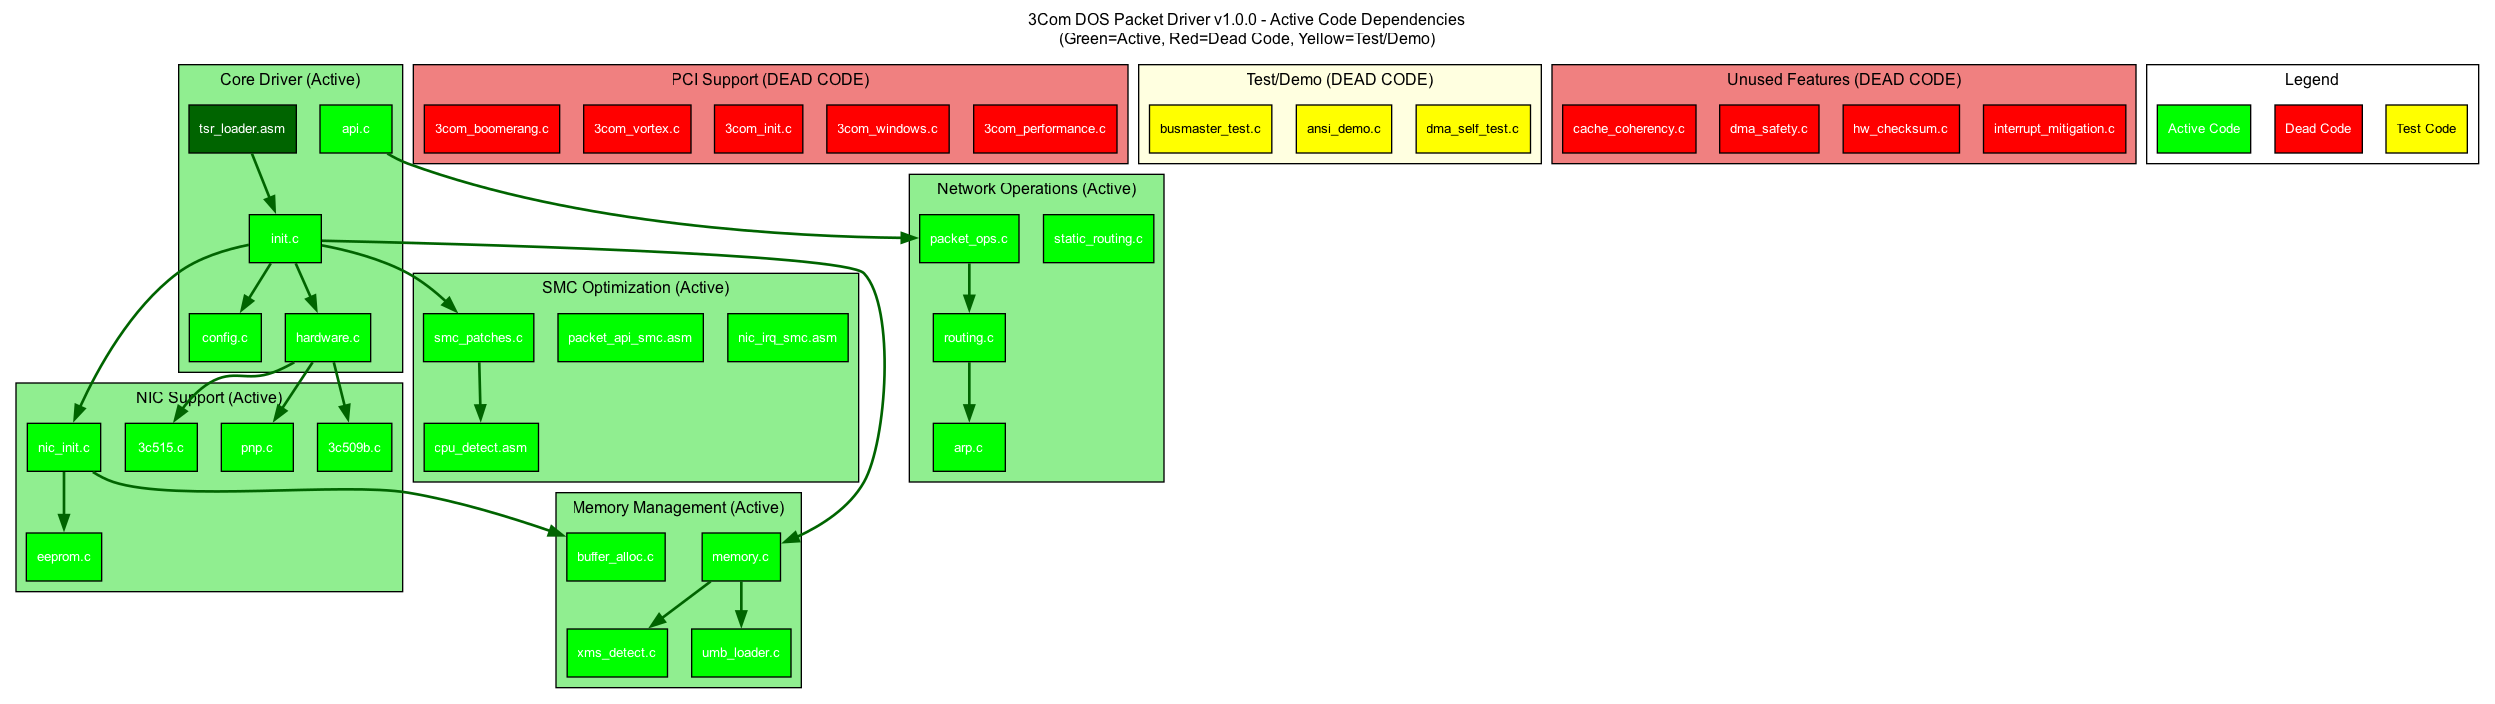 3Com DOS Packet Driver v1.0.0 - Active Code Dependencies
(Green=Active, Red=Dead Code, Yellow=Test/Demo)
Core Driver (Active)
tsr_loader.asm
api.c
init.c
config.c
hardware.c
PCI Support (DEAD CODE)
3com_boomerang.c
3com_vortex.c
3com_init.c
3com_windows.c
3com_performance.c
Test/Demo (DEAD CODE)
busmaster_test.c
ansi_demo.c
dma_self_test.c
Unused Features (DEAD CODE)
cache_coherency.c
dma_safety.c
hw_checksum.c
interrupt_mitigation.c
Legend
Active Code
Dead Code
Test Code
Network Operations (Active)
packet_ops.c
static_routing.c
routing.c
arp.c
SMC Optimization (Active)
smc_patches.c
packet_api_smc.asm
nic_irq_smc.asm
cpu_detect.asm
NIC Support (Active)
nic_init.c
3c515.c
pnp.c
3c509b.c
eeprom.c
Memory Management (Active)
buffer_alloc.c
memory.c
xms_detect.c
umb_loader.c